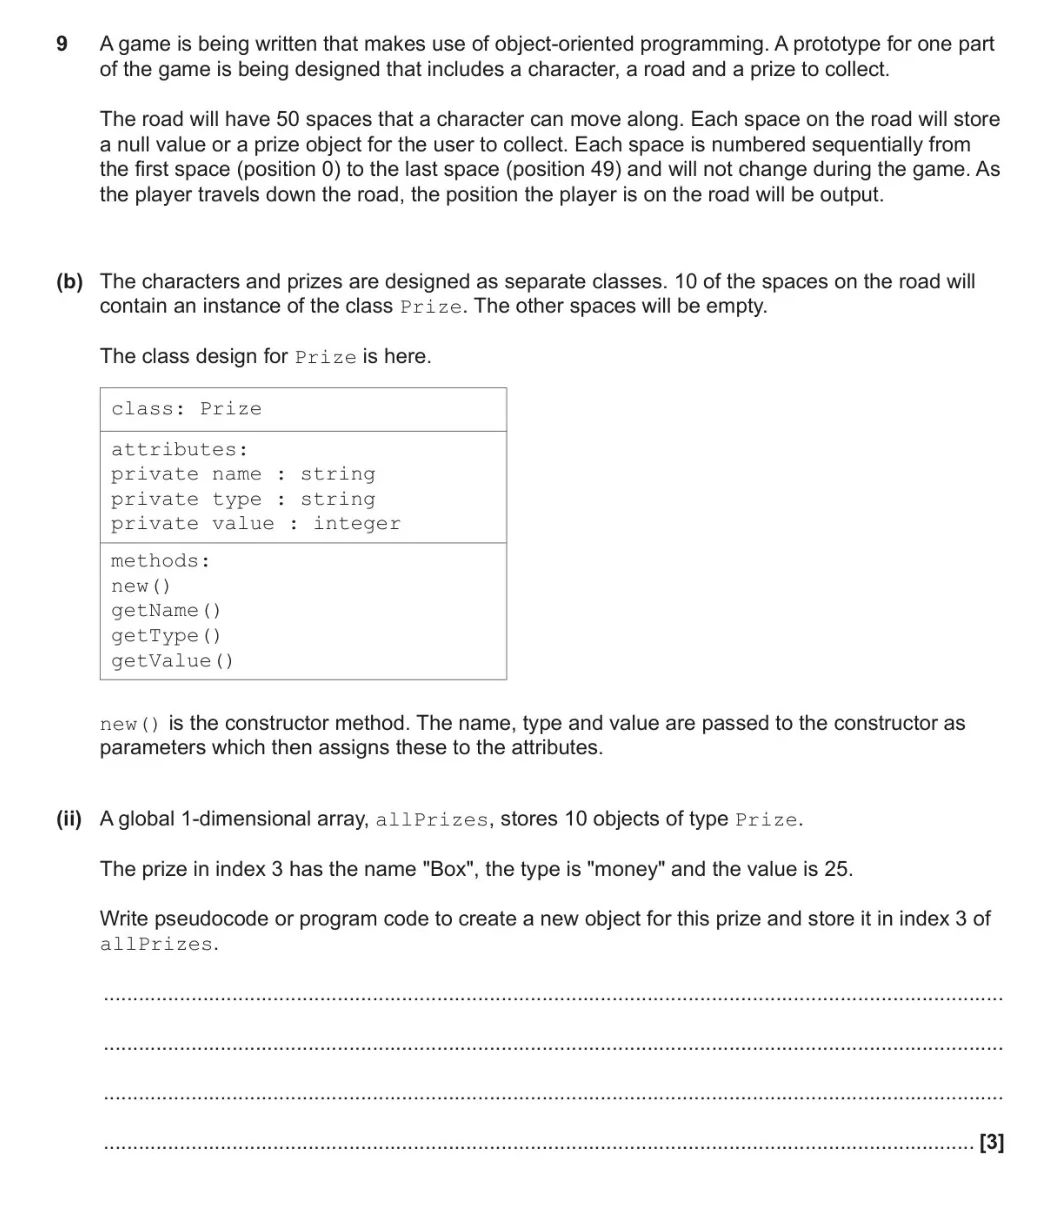 9 A game is being written that makes use of object-oriented programming. A prototype for one part
of the game is being designed that includes a character, a road and a prize to collect.
The road will have 50 spaces that a character can move along. Each space on the road will store
a null value or a prize object for the user to collect. Each space is numbered sequentially from
the first space (position 0) to the last space (position 49) and will not change during the game. As
the player travels down the road, the position the player is on the road will be output.
(b) The characters and prizes are designed as separate classes. 10 of the spaces on the road will
contain an instance of the class Prize. The other spaces will be empty.
The class design for Prize is here.
class: Prize
attributes:
private name : string
private type : string
private value : integer
methods:
new()
getName()
getType()
getValue()
new() is the constructor method. The name, type and value are passed to the constructor as
parameters which then assigns these to the attributes.
(ii) A global 1-dimensional array, allPrizes, stores 10 objects of type Prize.
The prize in index 3 has the name "Box", the type is "money" and the value is 25.
Write pseudocode or program code to create a new object for this prize and store it in index 3 of
allPrizes.
[3]